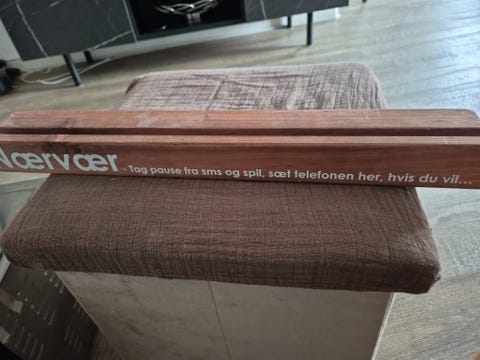 Nærvær - Tag pause fra sms og spil, sæt telefonen her, hvis du vil...